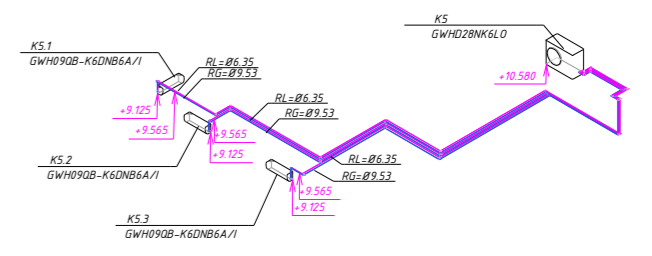 K5
GWHD28NK6LO
K5.1
GWH09QB-K6DNB6A/I
RL=Ø6.35
RG=Ø9.53
+10.580
RL=Ø6.35
RG=Ø9.53
+9.125
+9.565
+9.565
+9.125
K5.2
GWH09QB-K6DNB6A/I
RL=Ø6.35
RG=Ø9.53
+9.565
+9.125
K5.3
GWH09QB-K6DNB6A/I